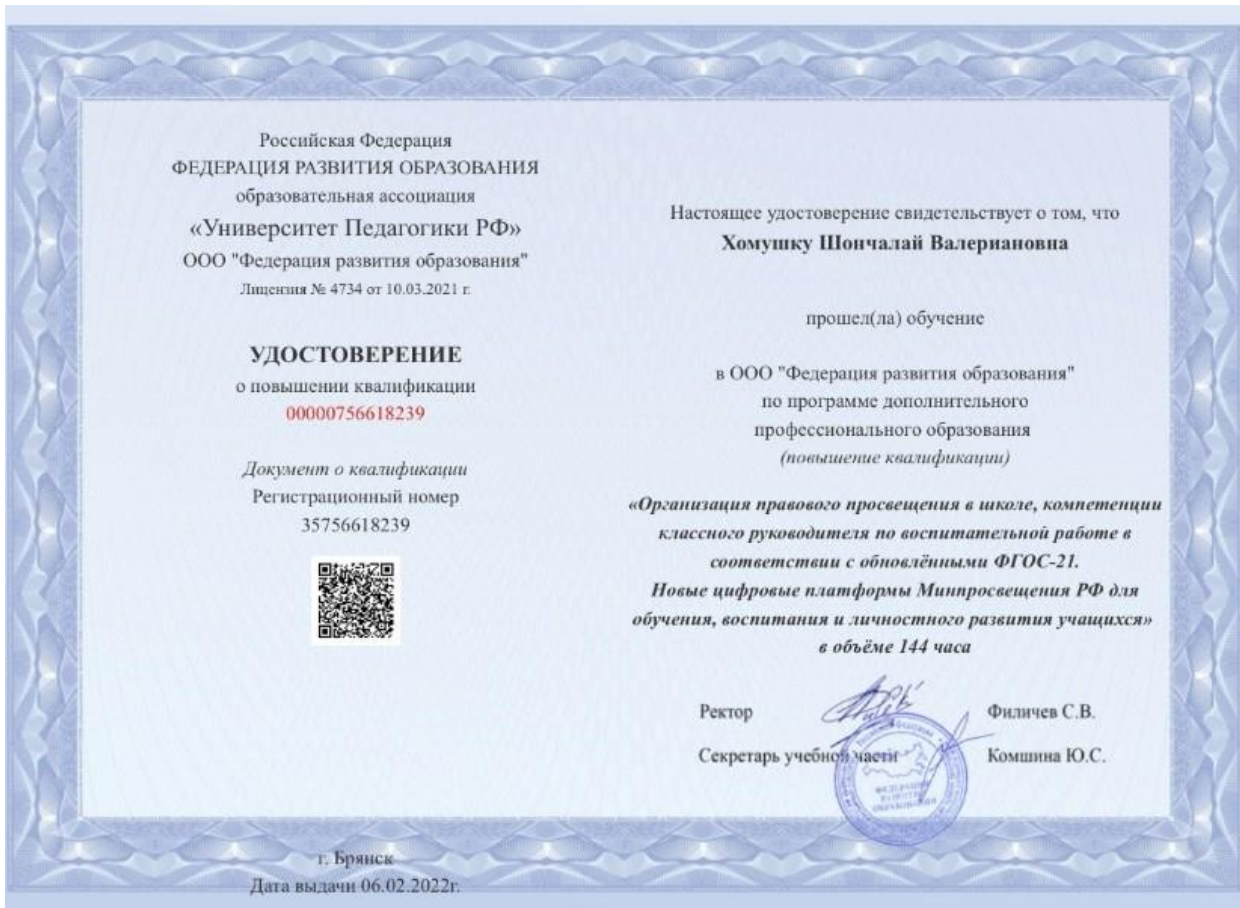 Российская Федерация
ФЕДЕРАЦИЯ РАЗВИТИЯ ОБРАЗОВАНИЯ
образовательная ассоциация
«Университет Педагогики РФ»
ООО "Федерация развития образования"
Лицензия № 4734 от 10.03.2021 г.
УДОСТОВЕРЕНИЕ
о повышении квалификации
00000756618239
Документ о квалификации
Регистрационный номер
35756618239
г. Брянск
Дата выдачи 06.02.2022г.
Настоящее удостоверение свидетельствует о том, что
Хомушку Шончалай Валериановна
прошел(ла) обучение
в ООО "Федерация развития образования"
по программе дополнительного
профессионального образования
(повышение квалификации)
«Организация правового просвещения в школе, компетенции
классного руководителя по воспитательной работе в
соответствии с обновлёнными ФГОС-21.
Новые цифровые платформы Минпросвещения РФ для
обучения, воспитания и личностного развития учащихся»
в объёме 144 часа
Ректор Филичев С.В.
Секретарь учебной части Комшина Ю.С.
ФЕДЕРАЦИЯ
РАЗВИТИЯ
ОБРАЗОВАНИЯ